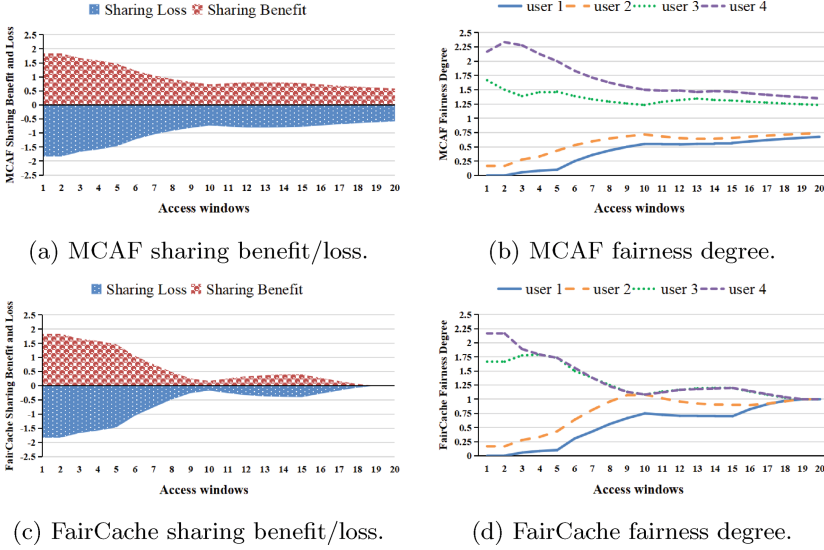 Sharing Loss Sharing Benefit
MCAF Sharing Benefit and Loss
2.5
2
1.5
1
0.5
0
-0.5
-1
-1.5
-2
-2.5
1 2 3 4 5 6 7 8 9 10 11 12 13 14 15 16 17 18 19 20
Access windows
(a) MCAF sharing benefit/loss.
user 1 user 2 user 3 user 4
MCAF Fairness Degree
2.5
2.25
2
1.75
1.5
1.25
1
0.75
0.5
0.25
0
1 2 3 4 5 6 7 8 9 10 11 12 13 14 15 16 17 18 19 20
Access windows
(b) MCAF fairness degree.
Sharing Loss Sharing Benefit
FairCache Sharing Benefit and Loss
2.5
2
1.5
1
0.5
0
-0.5
-1
-1.5
-2
-2.5
1 2 3 4 5 6 7 8 9 10 11 12 13 14 15 16 17 18 19 20
Access windows
(c) FairCache sharing benefit/loss.
user 1 user 2 user 3 user 4
FairCache Fairness Degree
2.5
2.25
2
1.75
1.5
1.25
1
0.75
0.5
0.25
0
1 2 3 4 5 6 7 8 9 10 11 12 13 14 15 16 17 18 19 20
Access windows
(d) FairCache fairness degree.